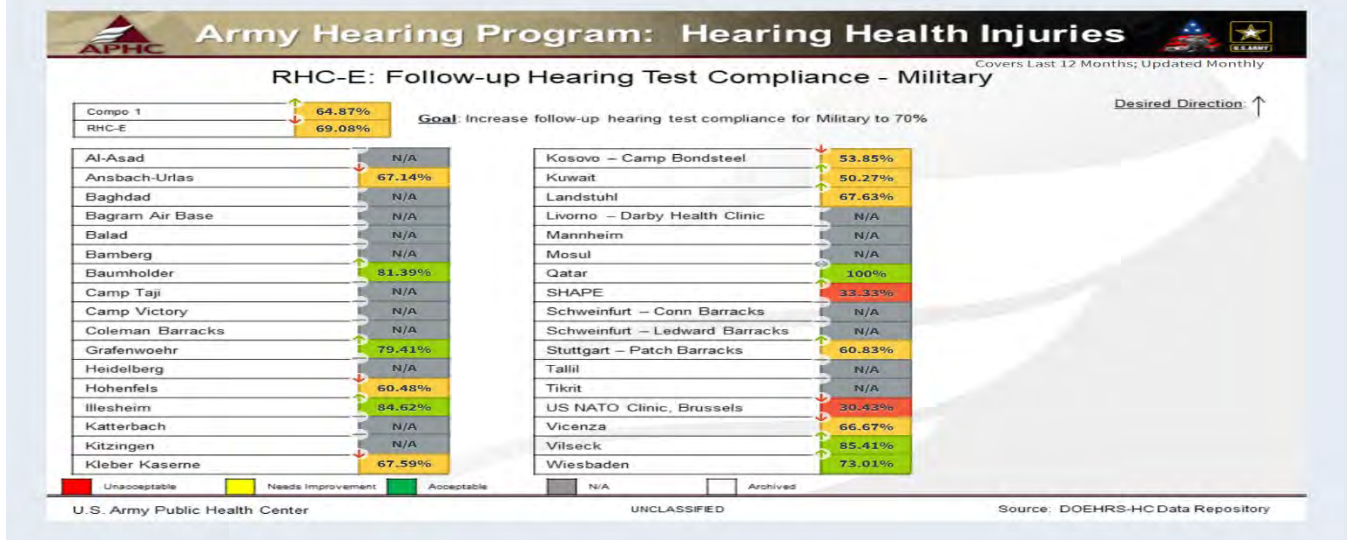 APHC
Army Hearing Program: Hearing Health Injuries
U.S.ARMY
Covers Last 12 Months; Updated Monthly
RHC-E: Follow-up Hearing Test Compliance - Military
Desired Direction: ↑
Compo 1 64.87%
RHC-E 69.08%
Goal: Increase follow-up hearing test compliance for Military to 70%
Al-Asad N/A
Ansbach-Urlas 67.14%
Baghdad N/A
Bagram Air Base N/A
Balad N/A
Bamberg N/A
Baumholder 81.39%
Camp Taji N/A
Camp Victory N/A
Coleman Barracks N/A
Grafenwoehr 79.41%
Heidelberg N/A
Hohenfels 60.48%
Illesheim 84.62%
Katterbach N/A
Kitzingen N/A
Kleber Kaserne 67.59%
Kosovo – Camp Bondsteel 53.85%
Kuwait 50.27%
Landstuhl 67.63%
Livorno – Darby Health Clinic N/A
Mannheim N/A
Mosul N/A
Qatar 100%
SHAPE 33.33%
Schweinfurt – Conn Barracks N/A
Schweinfurt – Ledward Barracks N/A
Stuttgart – Patch Barracks 60.83%
Tallil N/A
Tikrit N/A
US NATO Clinic, Brussels 30.43%
Vicenza 66.67%
Vilseck 85.41%
Wiesbaden 73.01%
Unacceptable Needs Improvement Acceptable N/A Archived
U.S. Army Public Health Center UNCLASSIFIED Source: DOEHRS-HC Data Repository